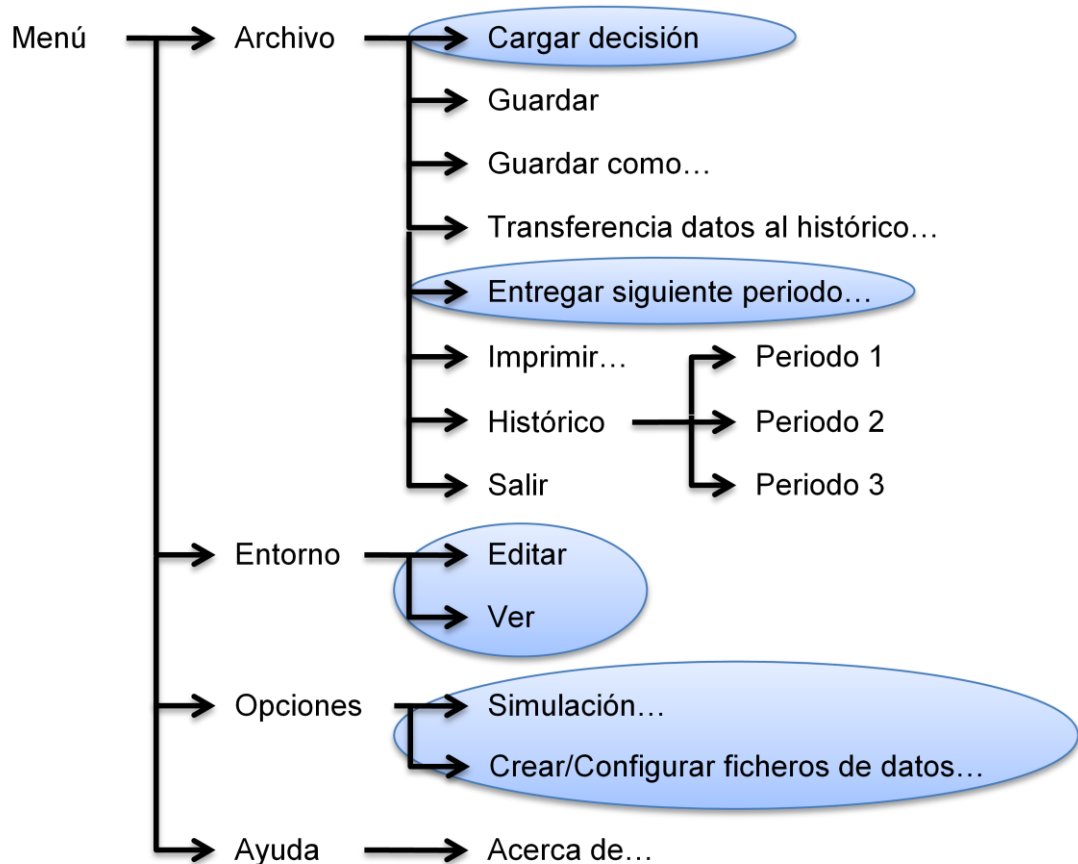 Menú Archivo Cargar decisión
Guardar
Guardar como…
Transferencia datos al histórico…
Entregar siguiente periodo…
Imprimir… Periodo 1
Histórico Periodo 2
Salir Periodo 3
Entorno Editar
Ver
Opciones Simulación…
Crear/Configurar ficheros de datos…
Ayuda Acerca de…